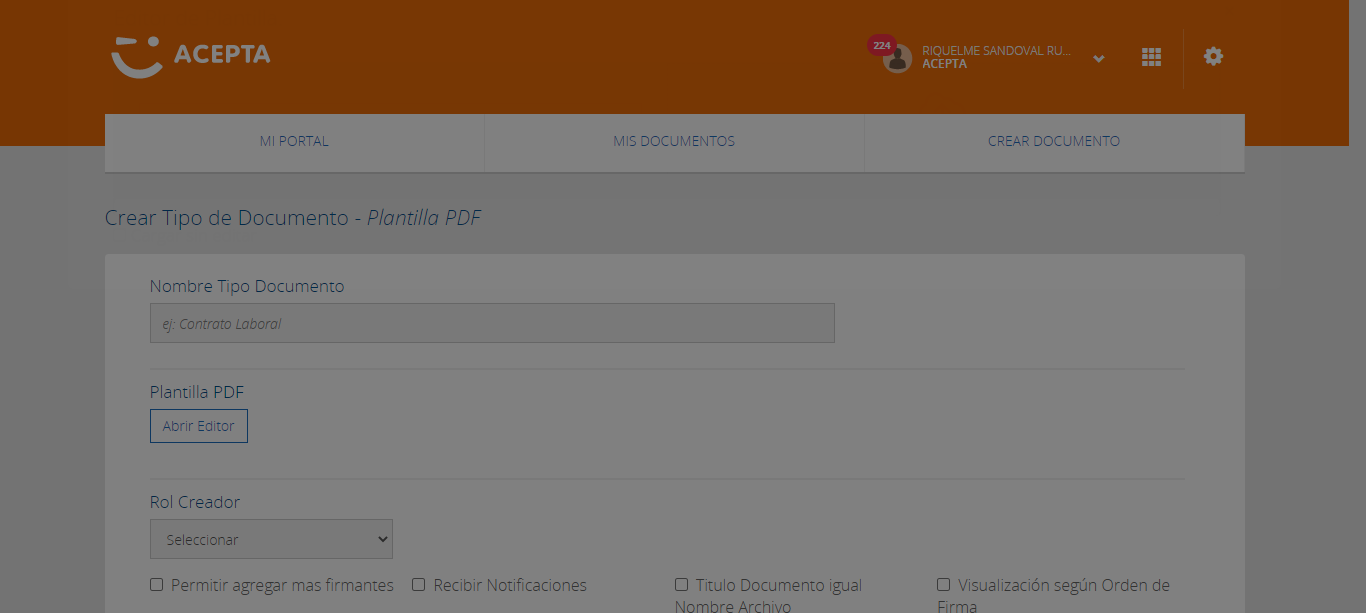 ACEPTA
224
RIQUELME SANDOVAL RU...
ACEPTA
MI PORTAL
MIS DOCUMENTOS
CREAR DOCUMENTO
Crear Tipo de Documento - Plantilla PDF
Nombre Tipo Documento
ej: Contrato Laboral
Plantilla PDF
Abrir Editor
Rol Creador
Seleccionar
Permitir agregar mas firmantes
Recibir Notificaciones
Titulo Documento igual
Nombre Archivo
Visualización según Orden de
Firma